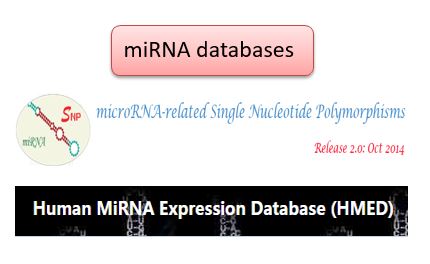 miRNA databases
SNP
miRNA
microRNA-related Single Nucleotide Polymorphisms
Release 2.0: Oct 2014
Human MiRNA Expression Database (HMED)